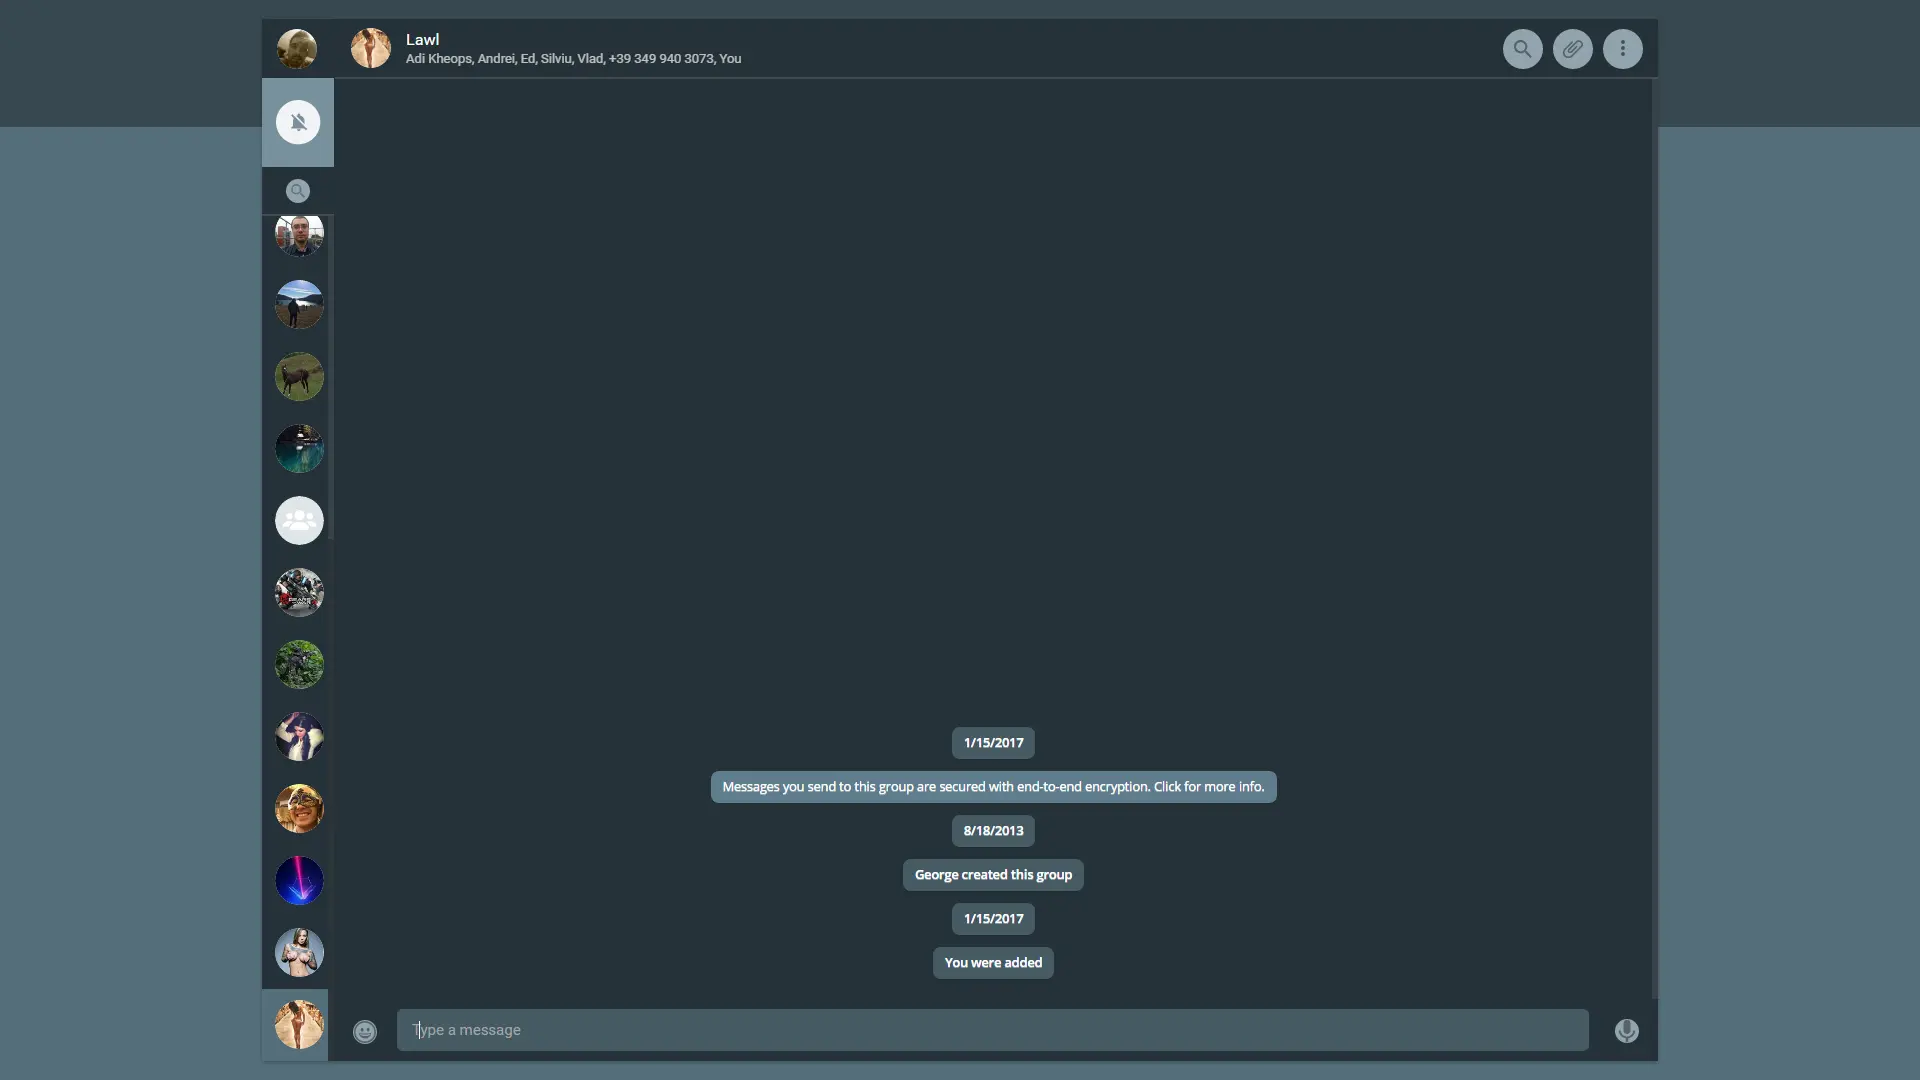 Lawl
Adi Kheops, Andrei, Ed, Silviu, Vlad, +39 349 940 3073, You
1/15/2017
Messages you send to this group are secured with end-to-end encryption. Click for more info.
8/18/2013
George created this group
1/15/2017
You were added
Type a message